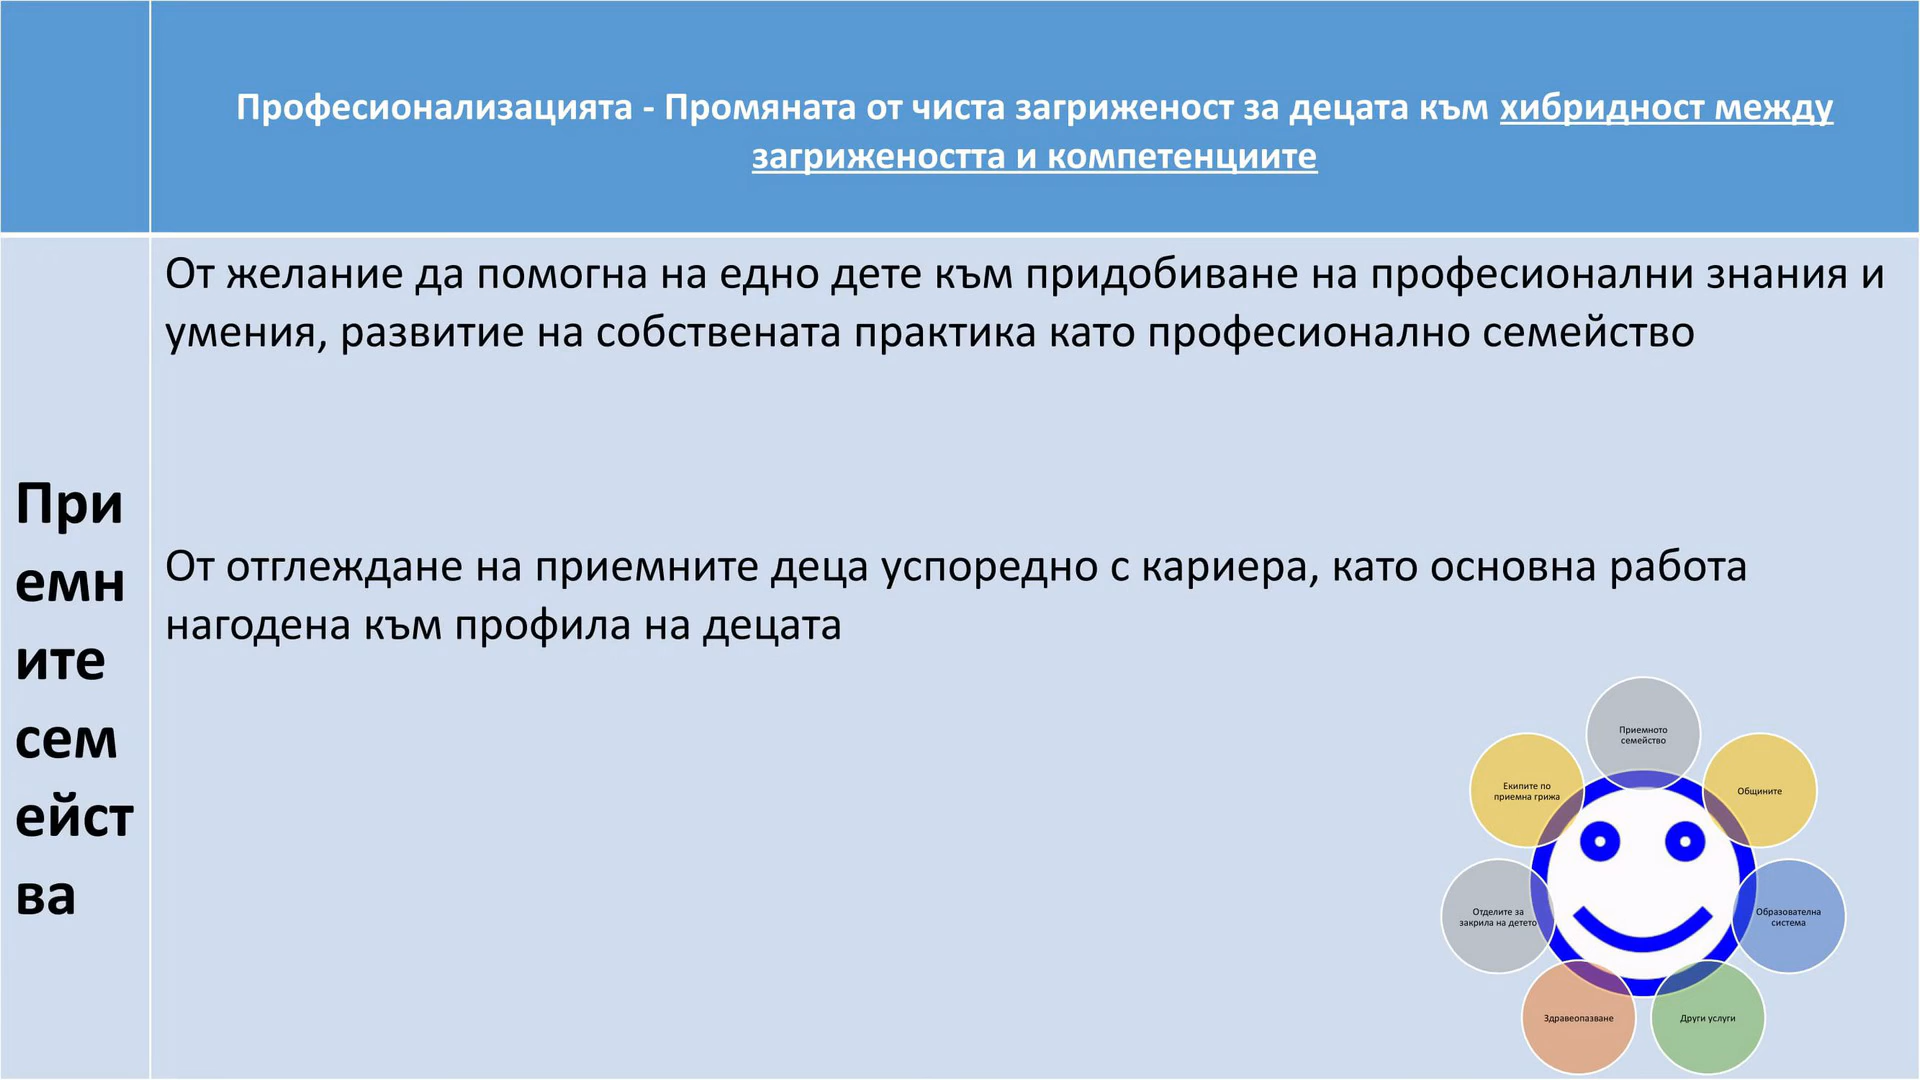 Професионализацията - Промяната от чиста загриженост за децата към хибридност между
загрижеността и компетенциите
От желание да помогна на едно дете към придобиване на професионални знания и
умения, развитие на собствената практика като професионално семейство
При
емн
ите
сем
ейст
ва
От отглеждане на приемните деца успоредно с кариера, като основна работа
нагодена към профила на децата
Приемното
семейство
Екипите по
приемна грижа
Общините
Отделите за
закрила на детето
Образователна
система
Здравеопазване
Други услуги